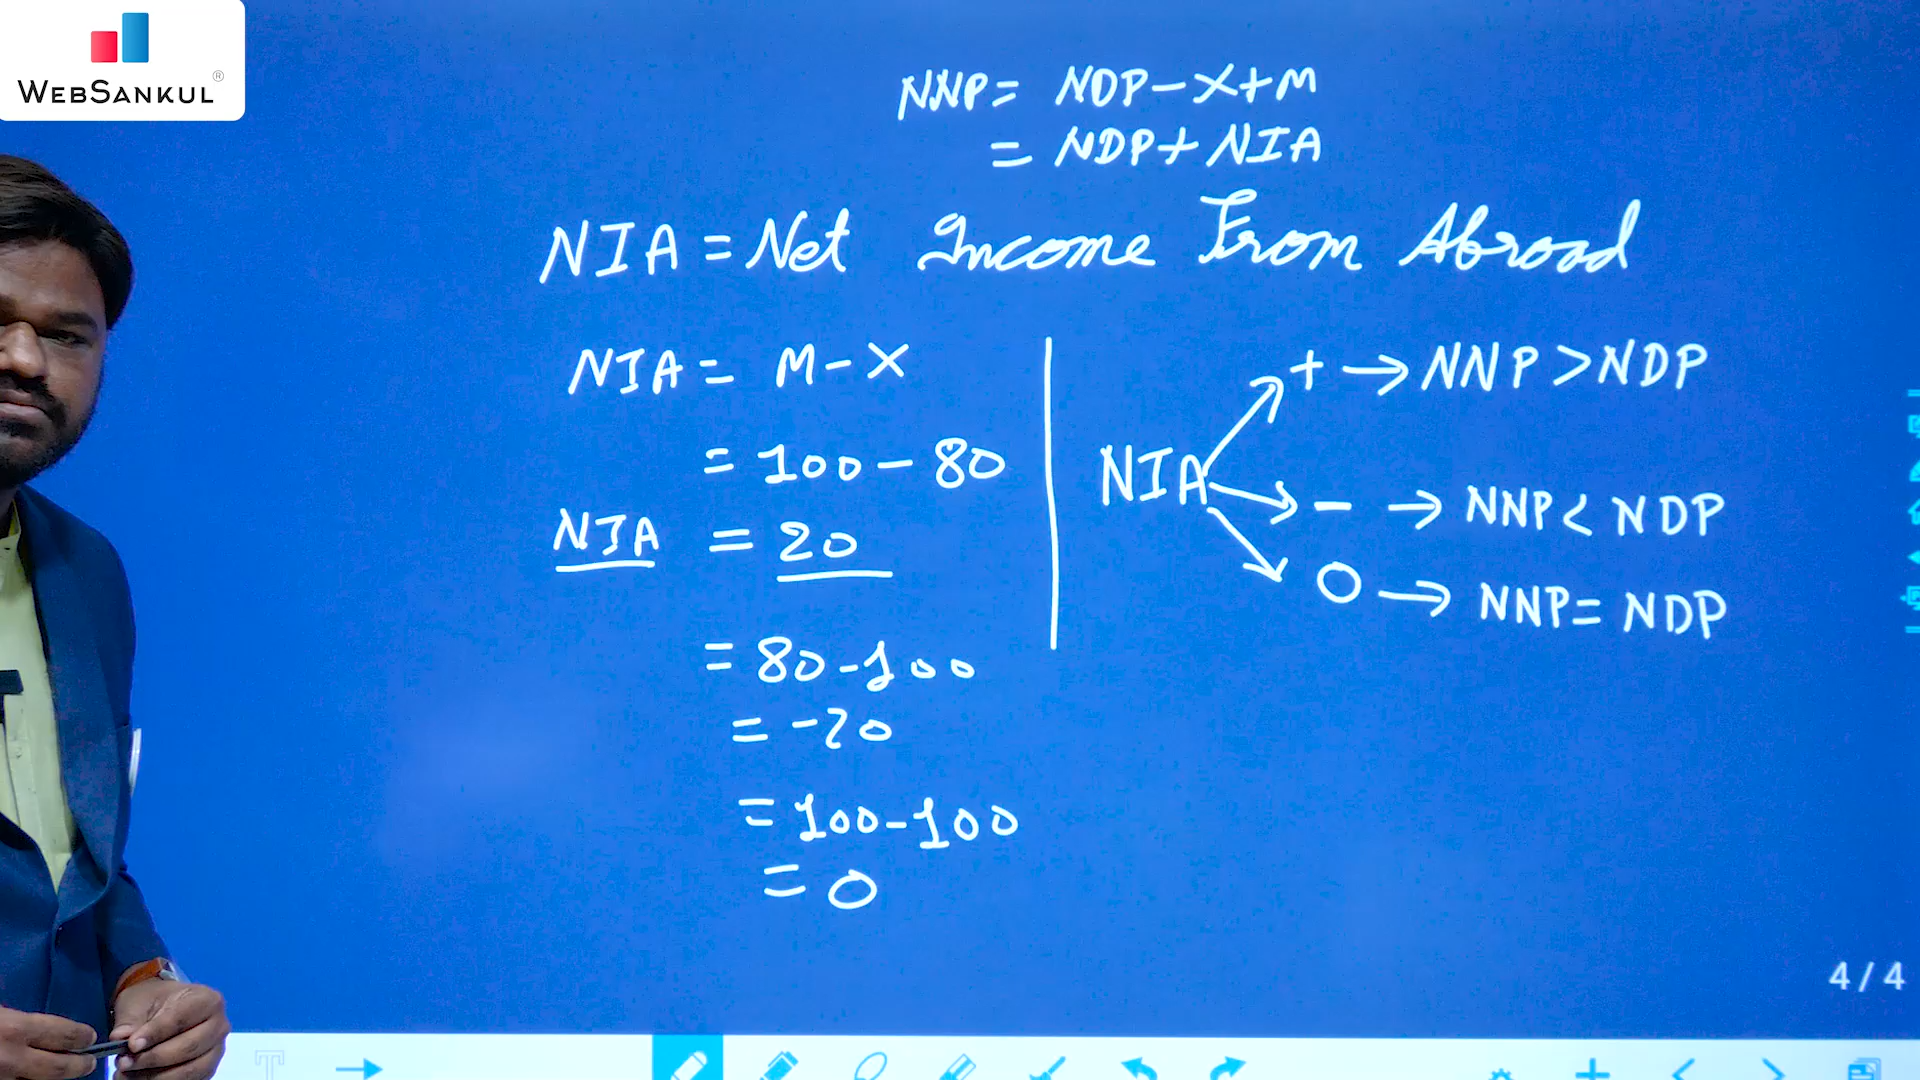 WEBSANKUL®
NNP = NDP - X + M
= NDP + NIA
NIA = Net Income From Abroad
NIA = M - X
= 100 - 80
NIA = 20
= 80 - 100
= -20
= 100 - 100
= 0
NIA
+ → NNP > NDP
- → NNP < NDP
0 → NNP = NDP
4 / 4
T